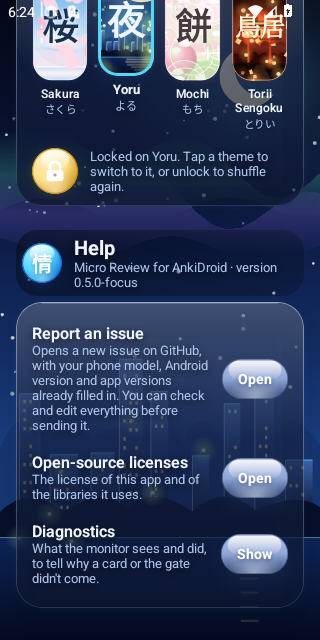 6:24
桜 夜 餅 鳥居
Sakura Yoru Mochi Torii Sengoku
さくら よる もち とりい
Locked on Yoru. Tap a theme to
switch to it, or unlock to shuffle
again.
情
Help
Micro Review for AnkiDroid · version
0.5.0-focus
Report an issue
Opens a new issue on GitHub,
with your phone model, Android
version and app versions
already filled in. You can check
and edit everything before
sending it.
Open
Open-source licenses
The license of this app and of
the libraries it uses.
Open
Diagnostics
What the monitor sees and did,
to tell why a card or the gate
didn't come.
Show